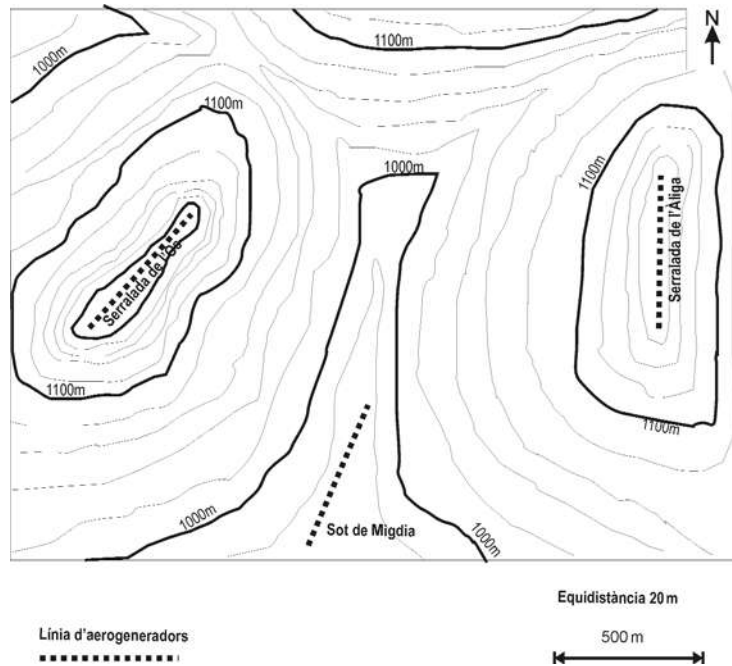 N
1000m
1100m
1100m
1100m
1000m
Serralada de l'Os
Serralada de l'Àliga
1100m
1100m
1000m
Sot de Migdia
1000m
Equidistància 20 m
Línia d'aerogeneradors
500 m